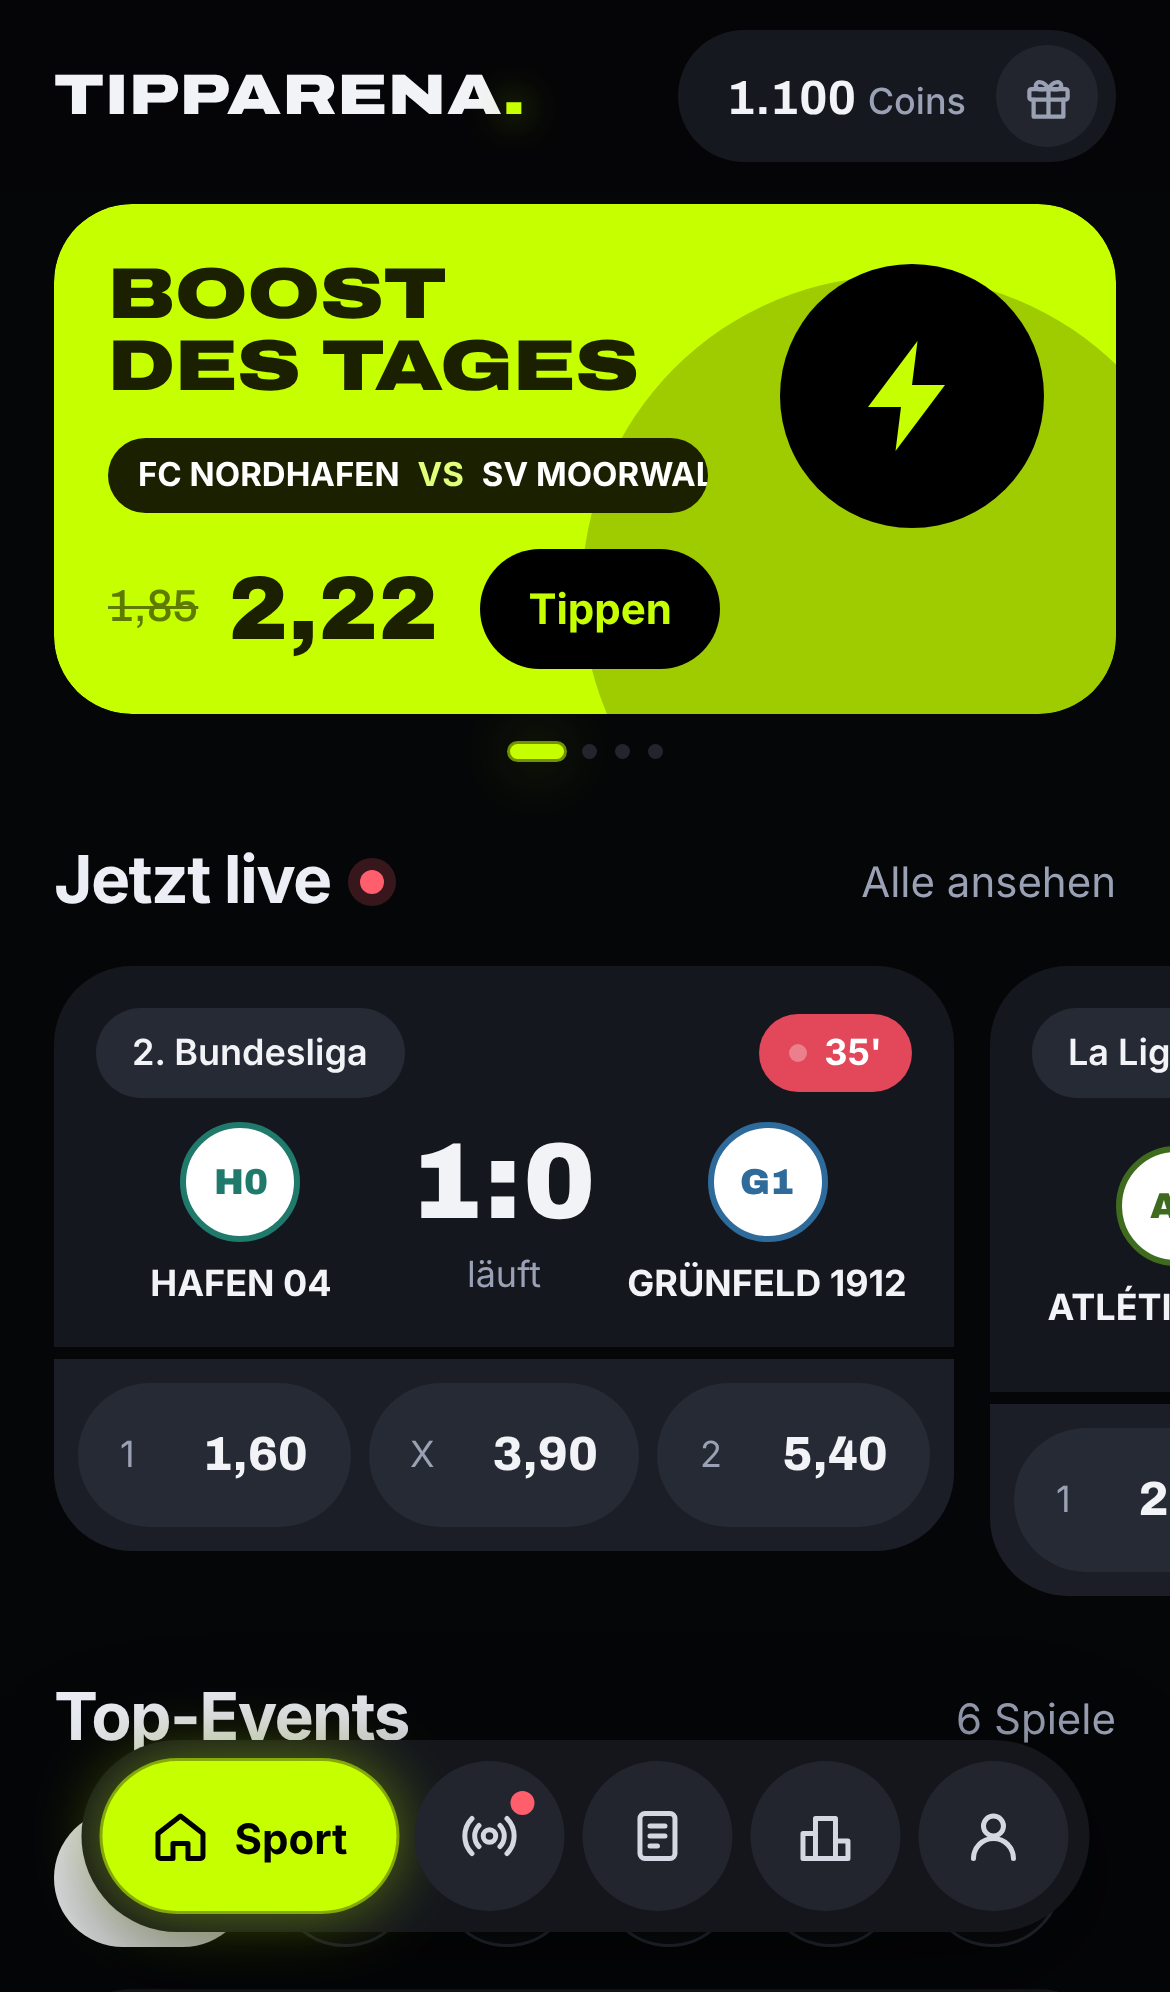 TIPPARENA.
1.100 Coins
BOOST
DES TAGES
FC NORDHAFEN VS SV MOORWAL
1,85 2,22 Tippen
Jetzt live Alle ansehen
2. Bundesliga 35'
La Lig
H0 1:0 G1
A
läuft
HAFEN 04 GRÜNFELD 1912
ATLÉTI
1 1,60 X 3,90 2 5,40
1 2
Top-Events 6 Spiele
Sport